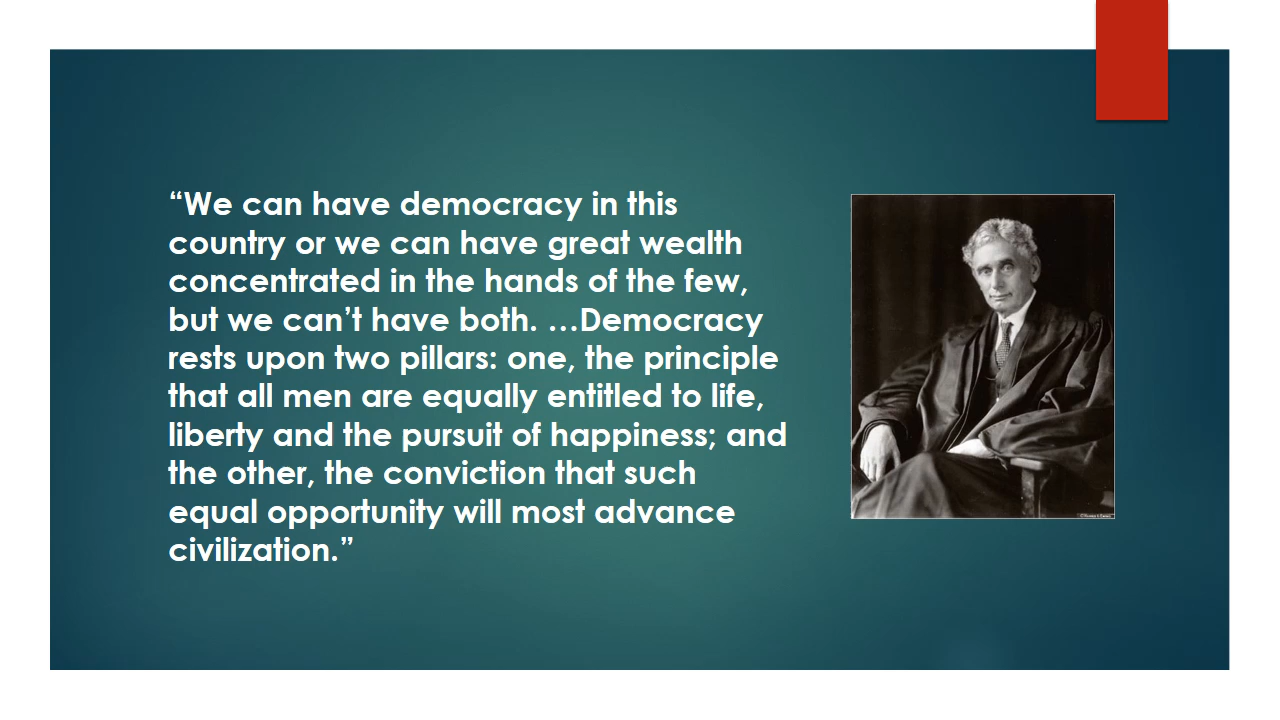 “We can have democracy in this
country or we can have great wealth
concentrated in the hands of the few,
but we can’t have both. …Democracy
rests upon two pillars: one, the principle
that all men are equally entitled to life,
liberty and the pursuit of happiness; and
the other, the conviction that such
equal opportunity will most advance
civilization.”